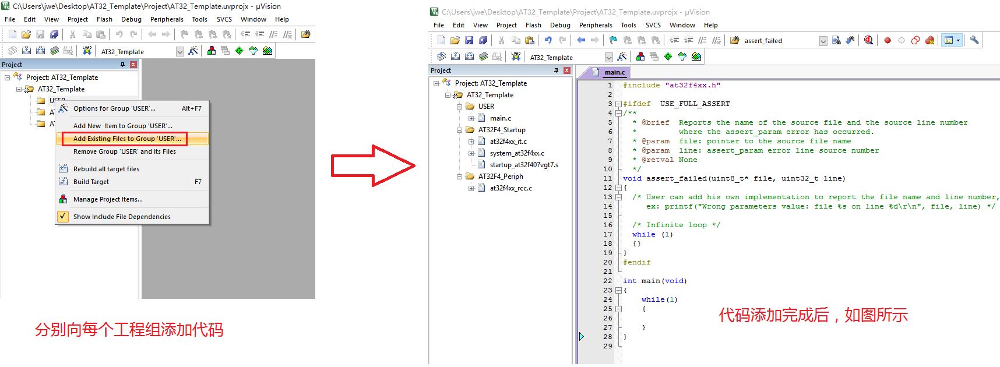 C:\Users\jwe\Desktop\AT32_Template\Project\AT32_Template.uvprojx - µVision
File Edit View Project Flash Debug Peripherals Tools SVCS Window Help
LOAD
AT32_Template
Project
Project: AT32_Template
AT32_Template
USER
AT
AT
Options for Group 'USER'... Alt+F7
Add New Item to Group 'USER'...
Add Existing Files to Group 'USER'...
Remove Group 'USER' and its Files
Rebuild all target files
Build Target F7
Manage Project Items...
Show Include File Dependencies
分别向每个工程组添加代码
C:\Users\jwe\Desktop\AT32_Template\Project\AT32_Template.uvprojx - µVision
File Edit View Project Flash Debug Peripherals Tools SVCS Window Help
assert_failed
LOAD
AT32_Template
Project
Project: AT32_Template
AT32_Template
USER
main.c
AT32F4_Startup
at32f4xx_it.c
system_at32f4xx.c
startup_at32f407vgt7.s
AT32F4_Periph
at32f4xx_rcc.c
main.c
1 #include "at32f4xx.h"
2
3 #ifdef USE_FULL_ASSERT
4 /**
5 * @brief Reports the name of the source file and the source line number
6 * where the assert_param error has occurred.
7 * @param file: pointer to the source file name
8 * @param line: assert_param error line source number
9 * @retval None
10 */
11 void assert_failed(uint8_t* file, uint32_t line)
12 {
13 /* User can add his own implementation to report the file name and line number,
14 ex: printf("Wrong parameters value: file %s on line %d\r\n", file, line) */
15
16 /* Infinite loop */
17 while (1)
18 {}
19 }
20 #endif
21
22 int main(void)
23 {
24 while(1)
25 {
26
27 }
28 }
29
代码添加完成后，如图所示